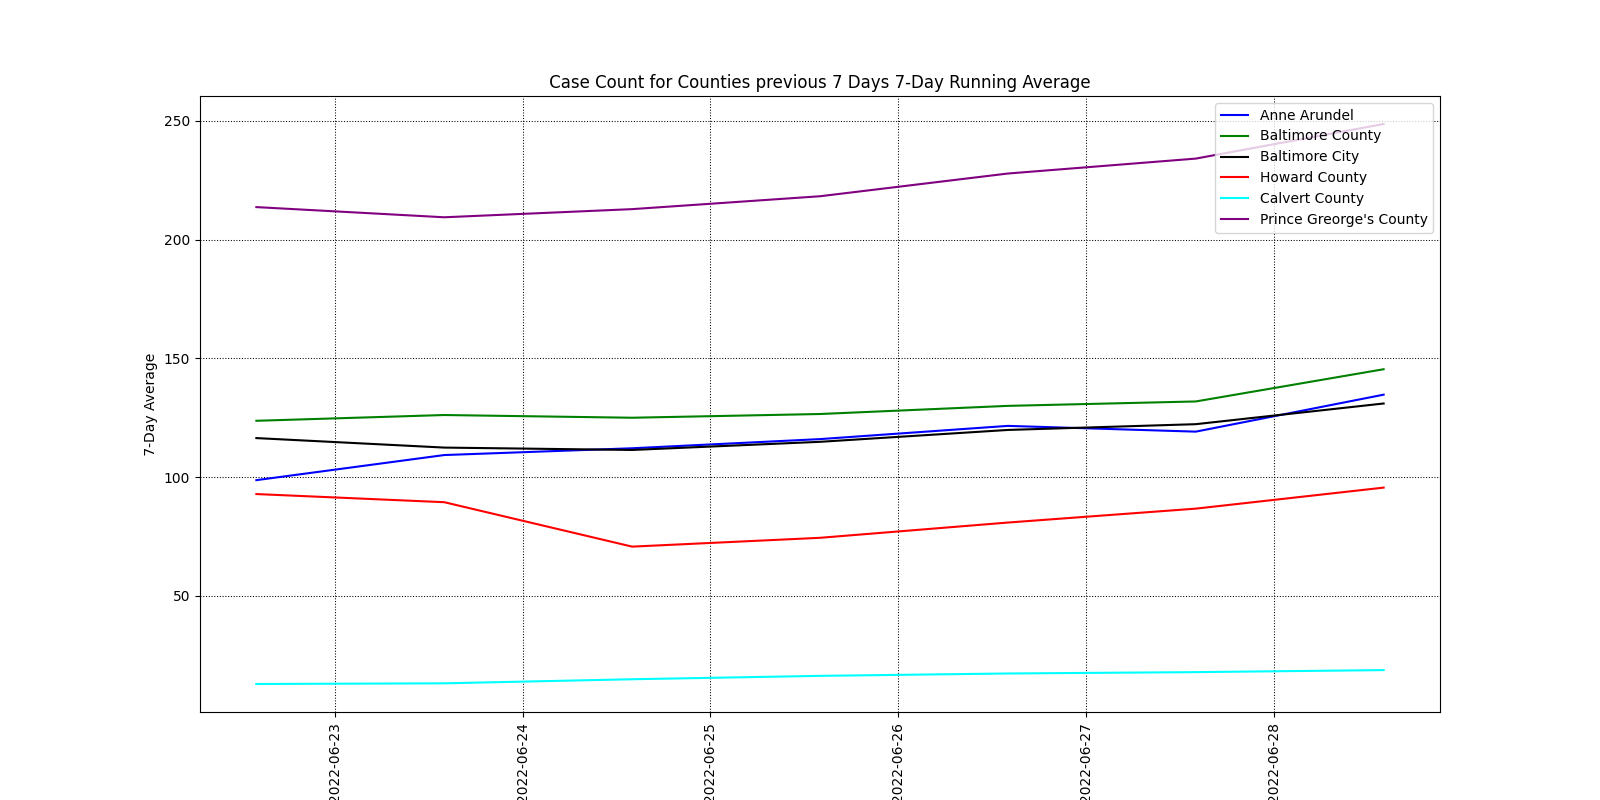 Case Count for Counties previous 7 Days 7-Day Running Average
Anne Arundel
Baltimore County
Baltimore City
Howard County
Calvert County
Prince Greorge's County
7-Day Average
250
200
150
100
50
2022-06-23
2022-06-24
2022-06-25
2022-06-26
2022-06-27
2022-06-28